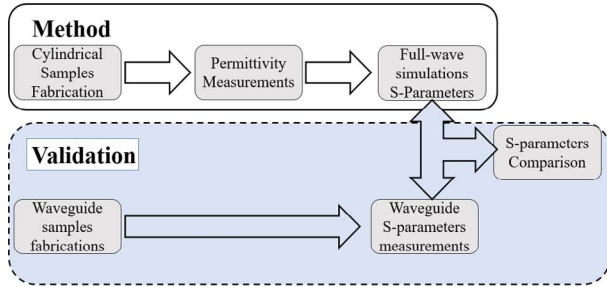 Method
Cylindrical
Samples
Fabrication
Permittivity
Measurements
Full-wave
simulations
S-Parameters
Validation
S-parameters
Comparison
Waveguide
samples
fabrications
Waveguide
S-parameters
measurements